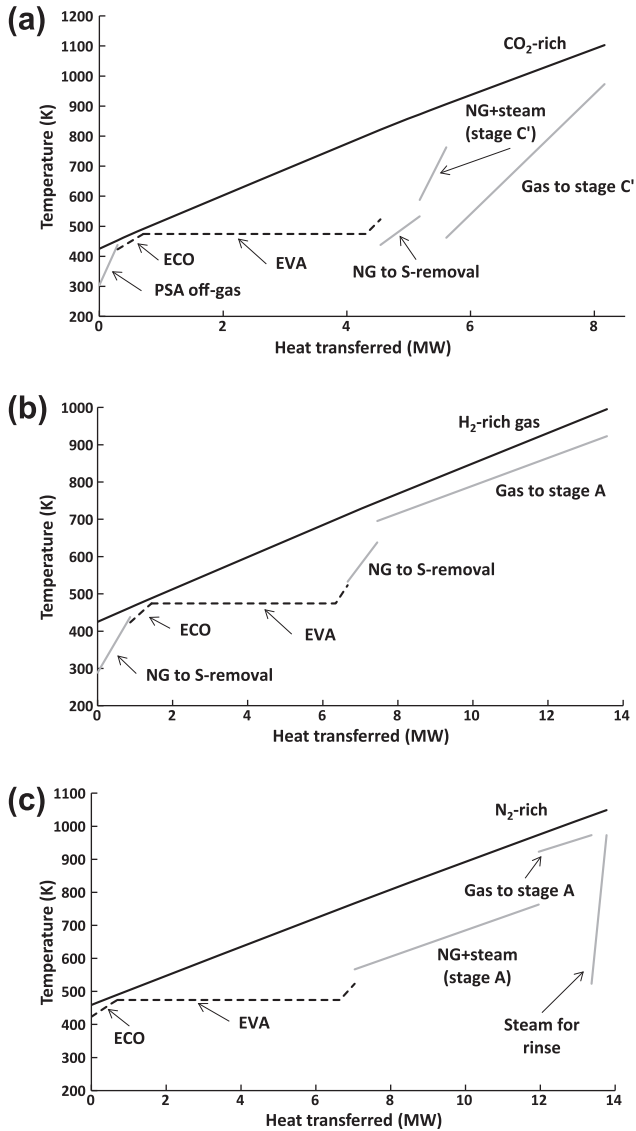 (a)
1200
1100
1000
900
800
700
600
500
400
300
200
Temperature (K)
CO₂-rich
NG+steam
(stage C')
Gas to stage C'
ECO
EVA
NG to S-removal
PSA off-gas
0
2
4
6
8
Heat transferred (MW)
(b)
1000
900
800
700
600
500
400
300
200
Temperature (K)
H₂-rich gas
Gas to stage A
NG to S-removal
ECO
EVA
NG to S-removal
0
2
4
6
8
10
12
14
Heat transferred (MW)
(c)
1100
1000
900
800
700
600
500
400
300
200
Temperature (K)
N₂-rich
Gas to stage A
NG+steam
(stage A)
EVA
ECO
Steam for
rinse
0
2
4
6
8
10
12
14
Heat transferred (MW)